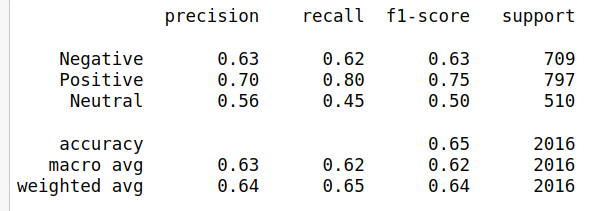 precision recall f1-score support
Negative 0.63 0.62 0.63 709
Positive 0.70 0.80 0.75 797
Neutral 0.56 0.45 0.50 510
accuracy 0.65 2016
macro avg 0.63 0.62 0.62 2016
weighted avg 0.64 0.65 0.64 2016